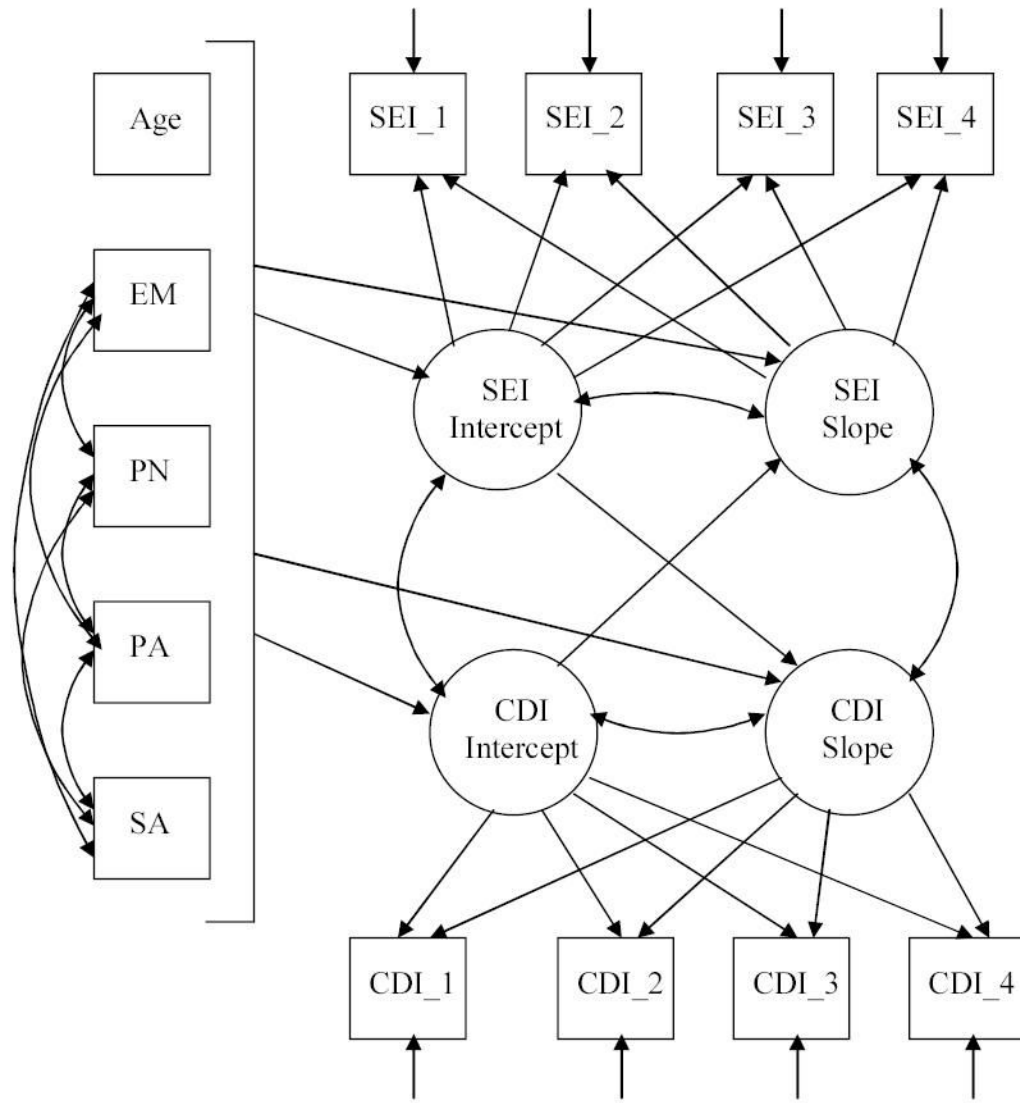 SEI_1
SEI_2
SEI_3
SEI_4
Age
EM
PN
PA
SA
SEI
Intercept
SEI
Slope
CDI
Intercept
CDI
Slope
CDI_1
CDI_2
CDI_3
CDI_4